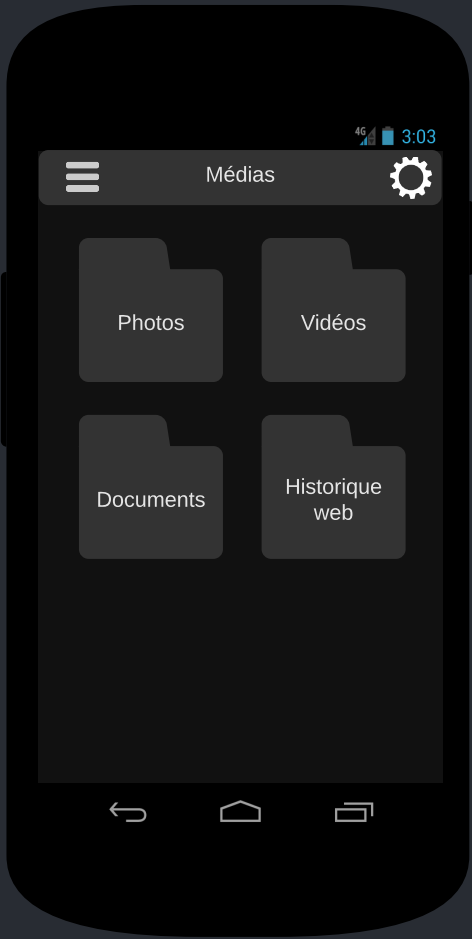 4G 3:03
Médias
Photos Vidéos
Documents
Historique
web